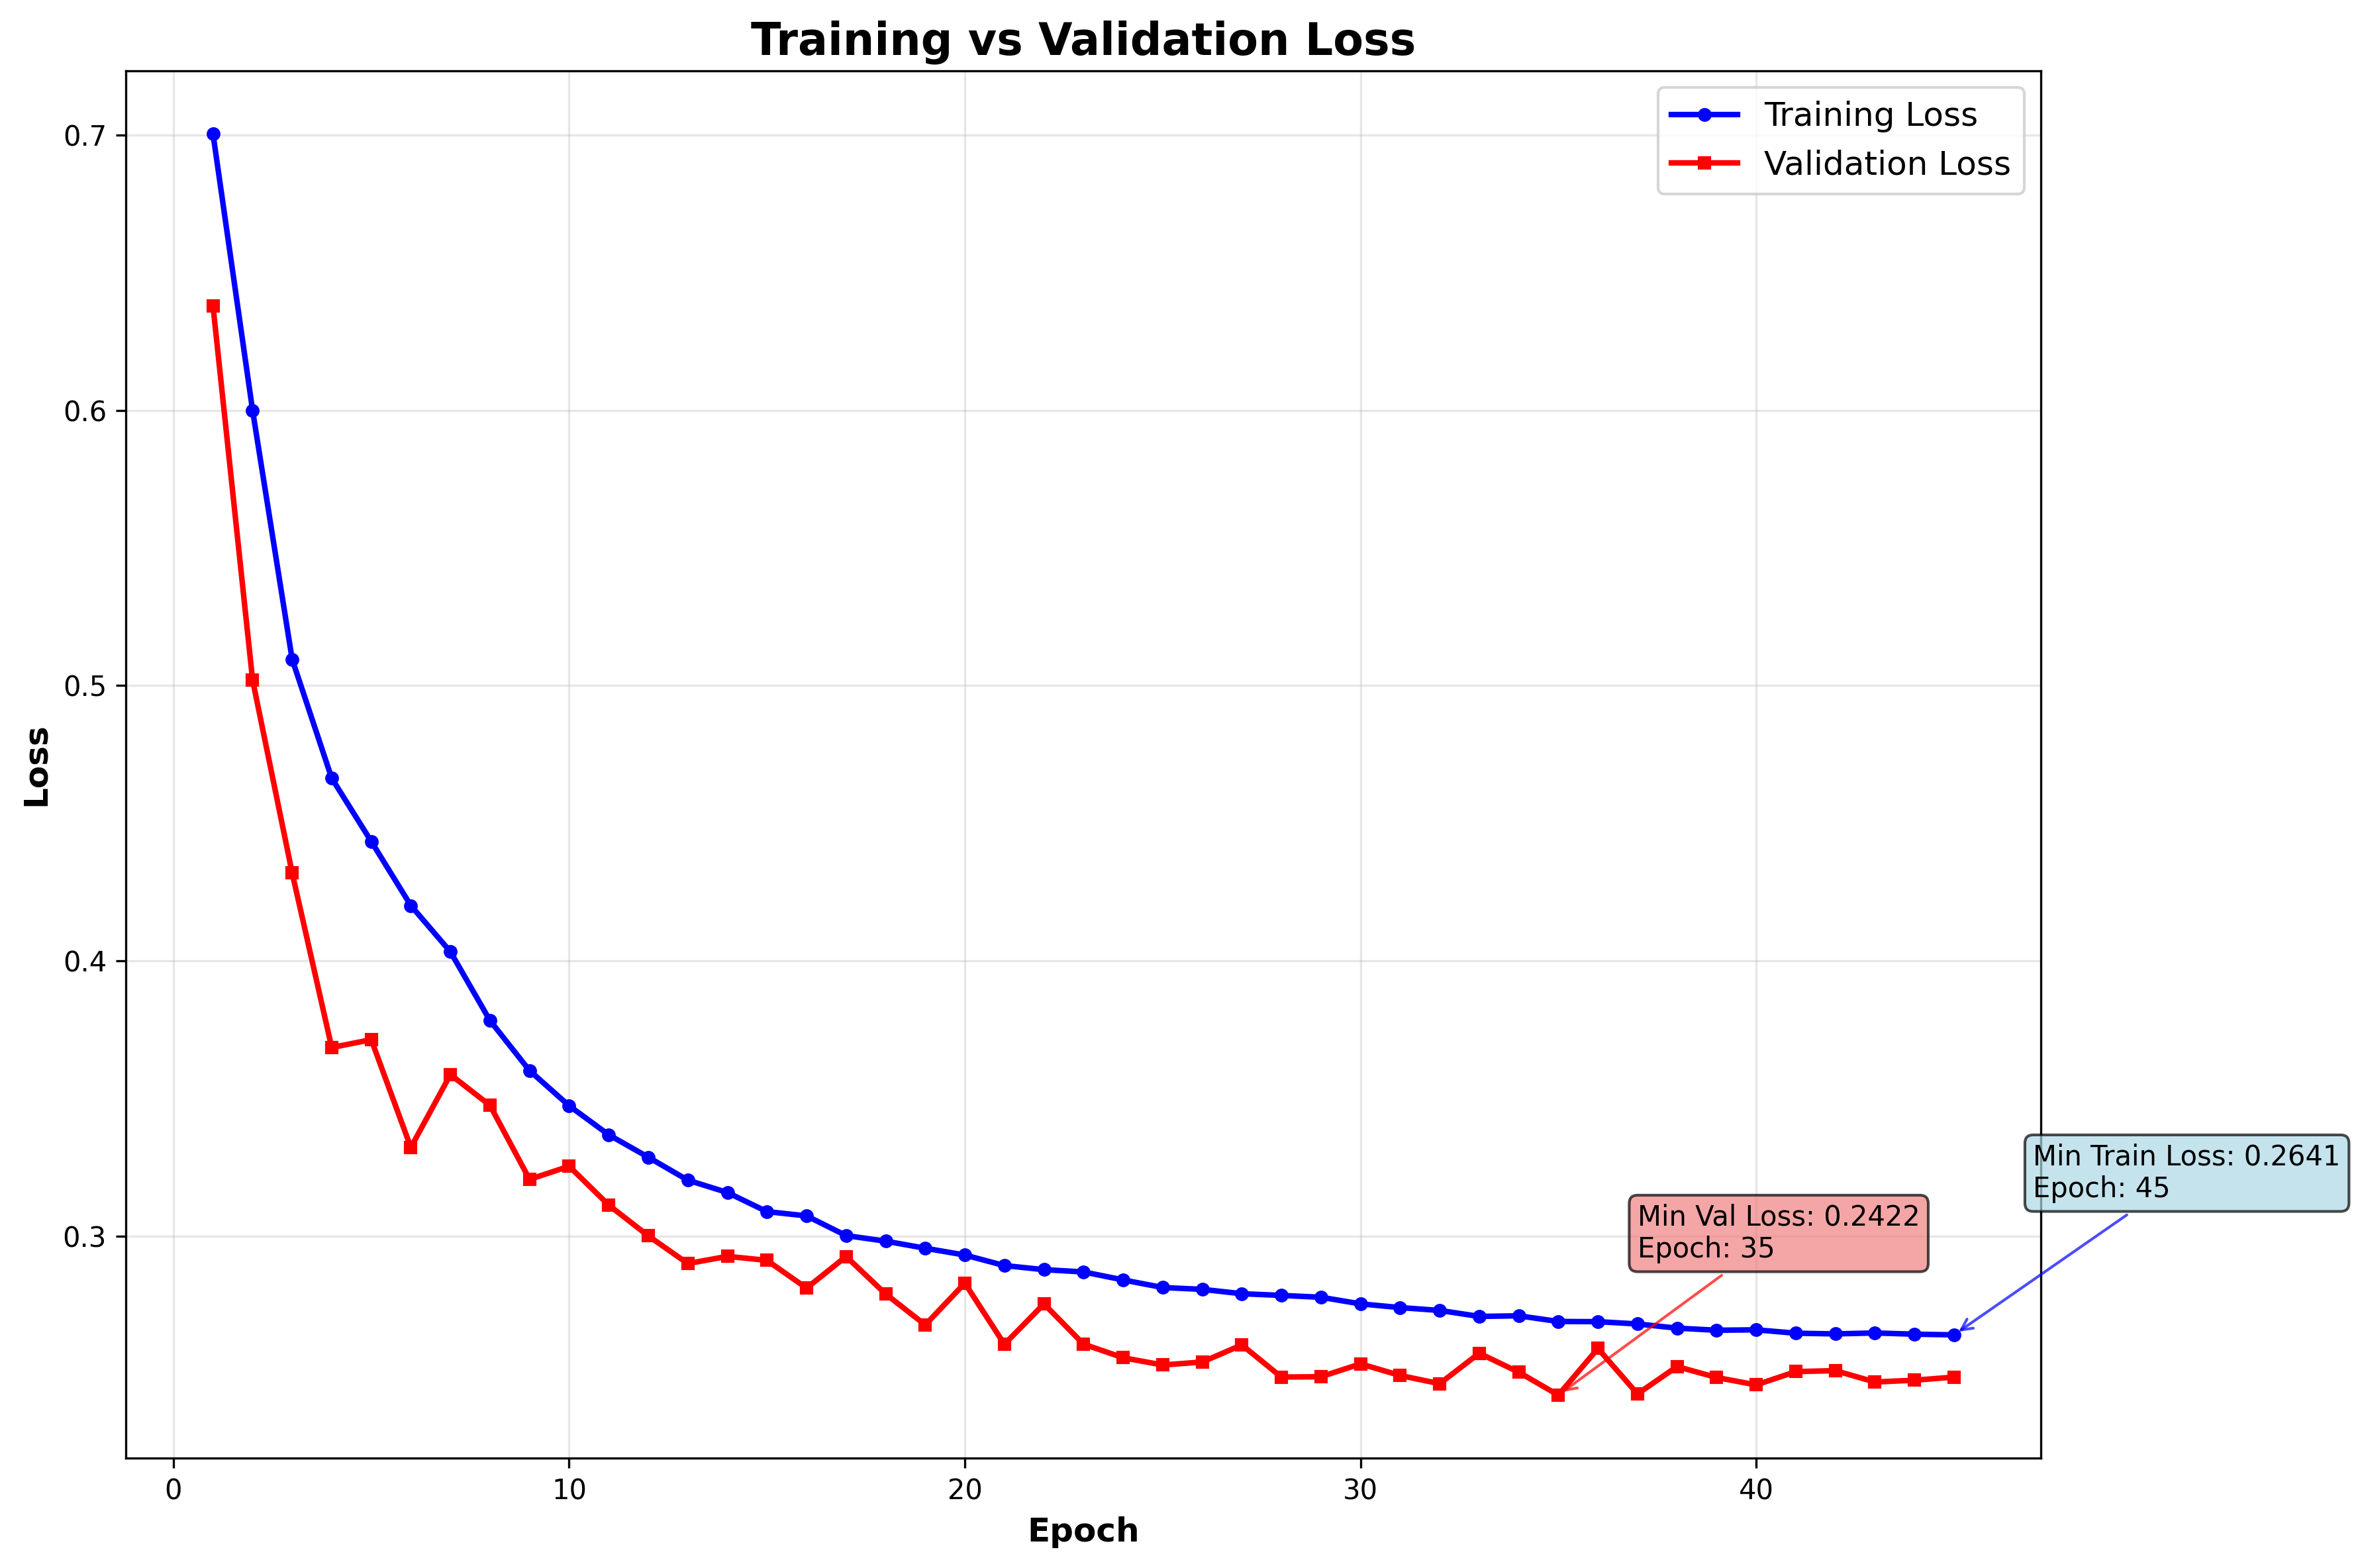 Training vs Validation Loss
Training Loss
Validation Loss
0.7
0.6
0.5
0.4
0.3
Loss
Min Train Loss: 0.2641
Epoch: 45
Min Val Loss: 0.2422
Epoch: 35
0
10
20
30
40
Epoch